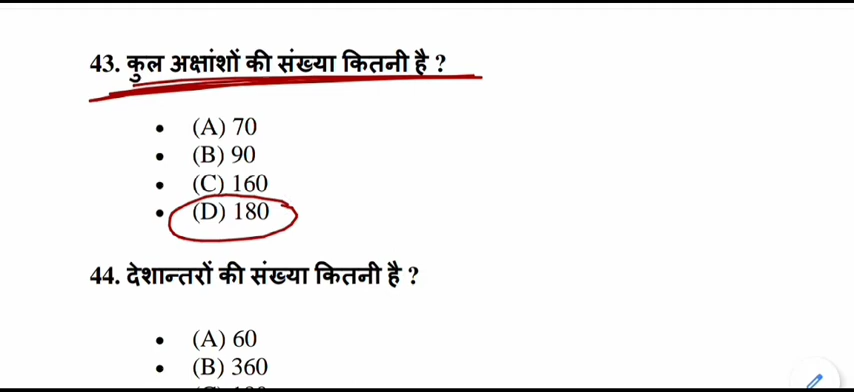 43. कुल अक्षांशों की संख्या कितनी है ?
• (A) 70
• (B) 90
• (C) 160
• (D) 180
44. देशान्तरों की संख्या कितनी है ?
• (A) 60
• (B) 360